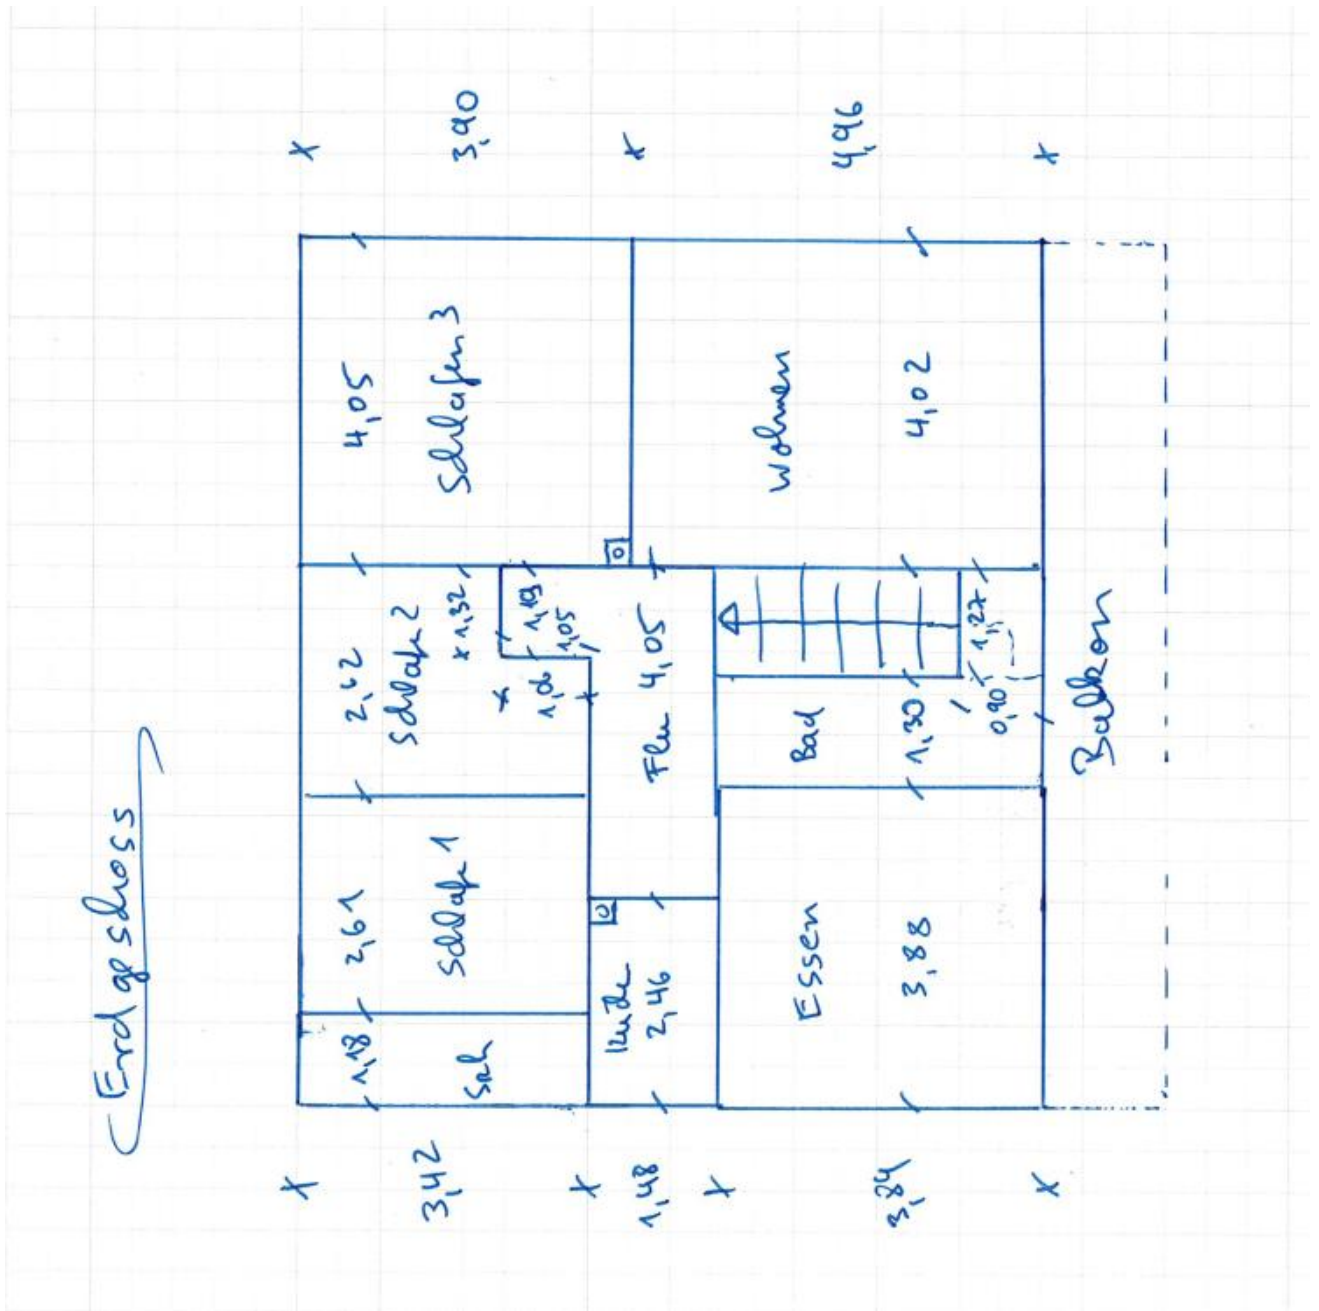 Erdgeschoss
3,90
4,96
4,05
Schlafen 3
Wohnen
4,02
2,62
Schlafen 2
x 1,32
1,19
1,05
1,06
Flur 4,05
Bad
1,30
1,27
0,90
Balkon
2,61
Schlafen 1
1,18
2,46
Essen
3,88
3,42
1,48
3,84